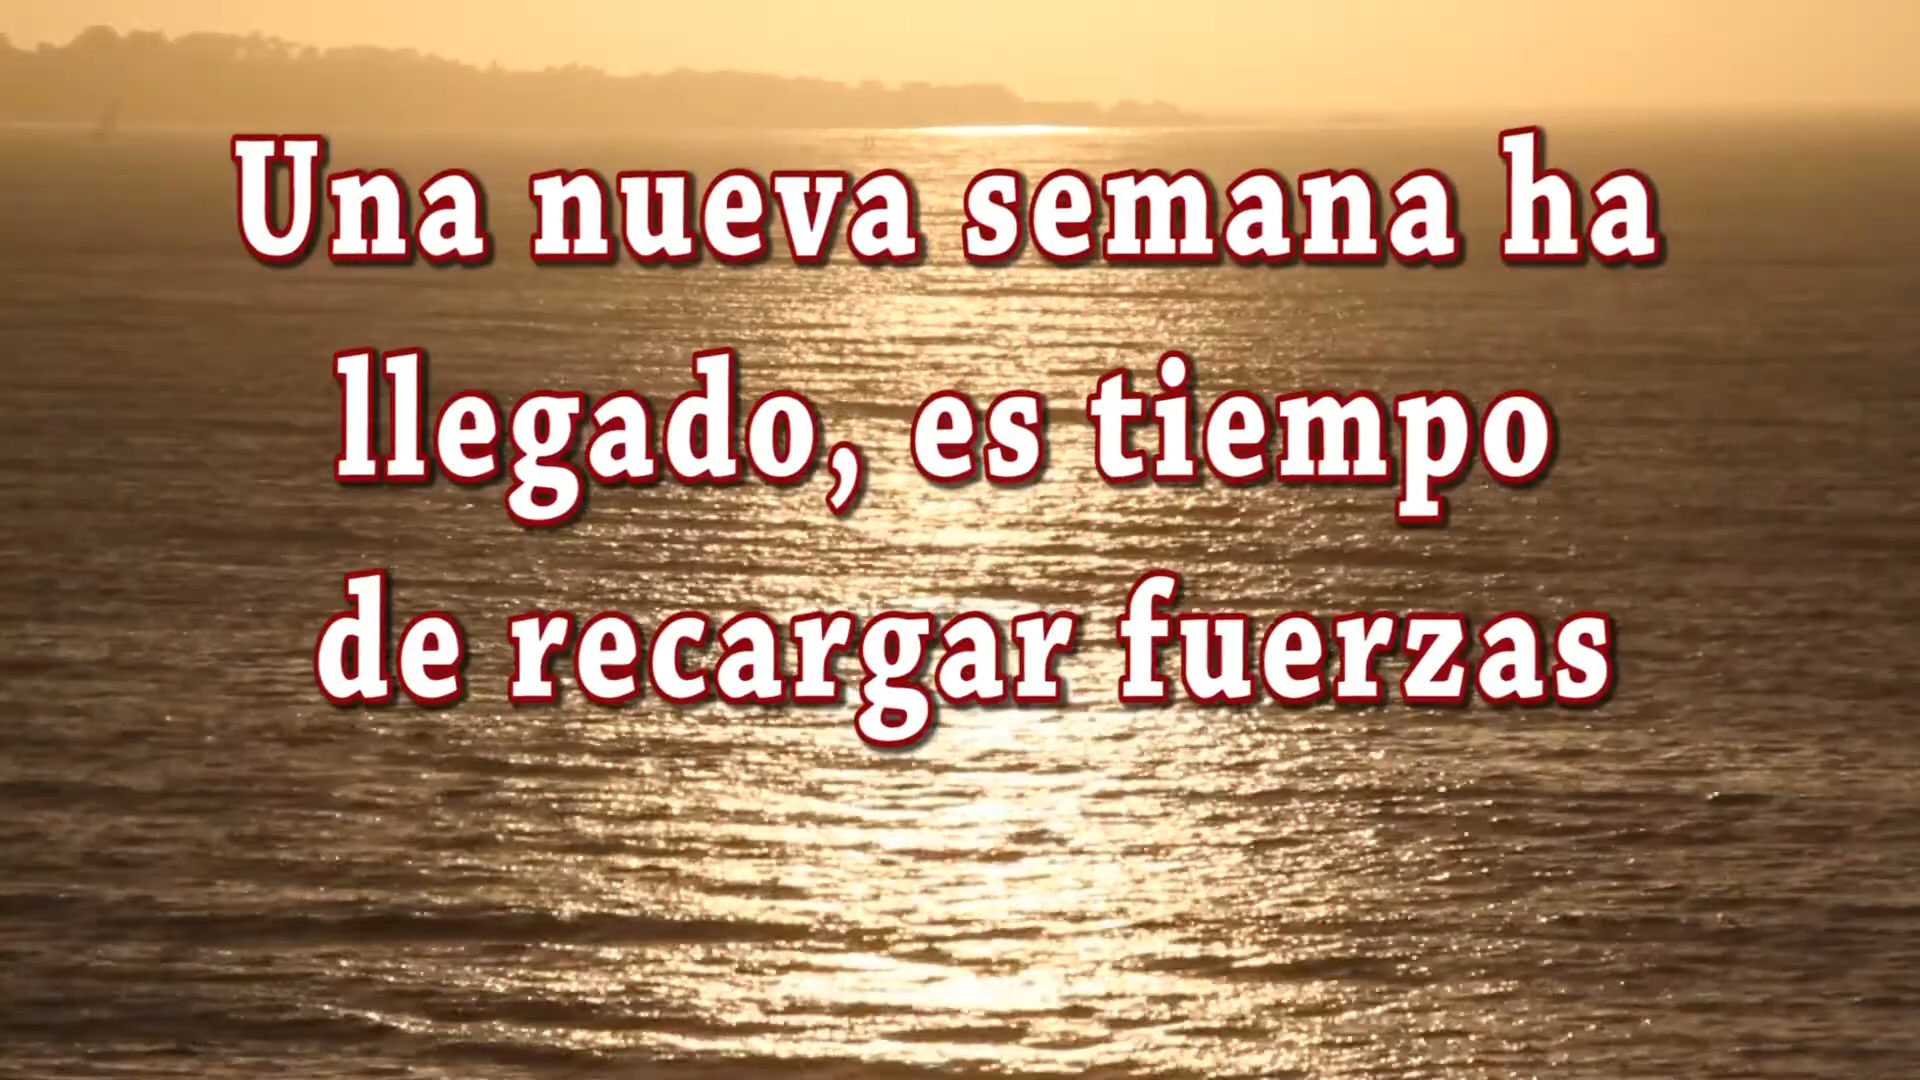 Una nueva semana ha
llegado, es tiempo
de recargar fuerzas